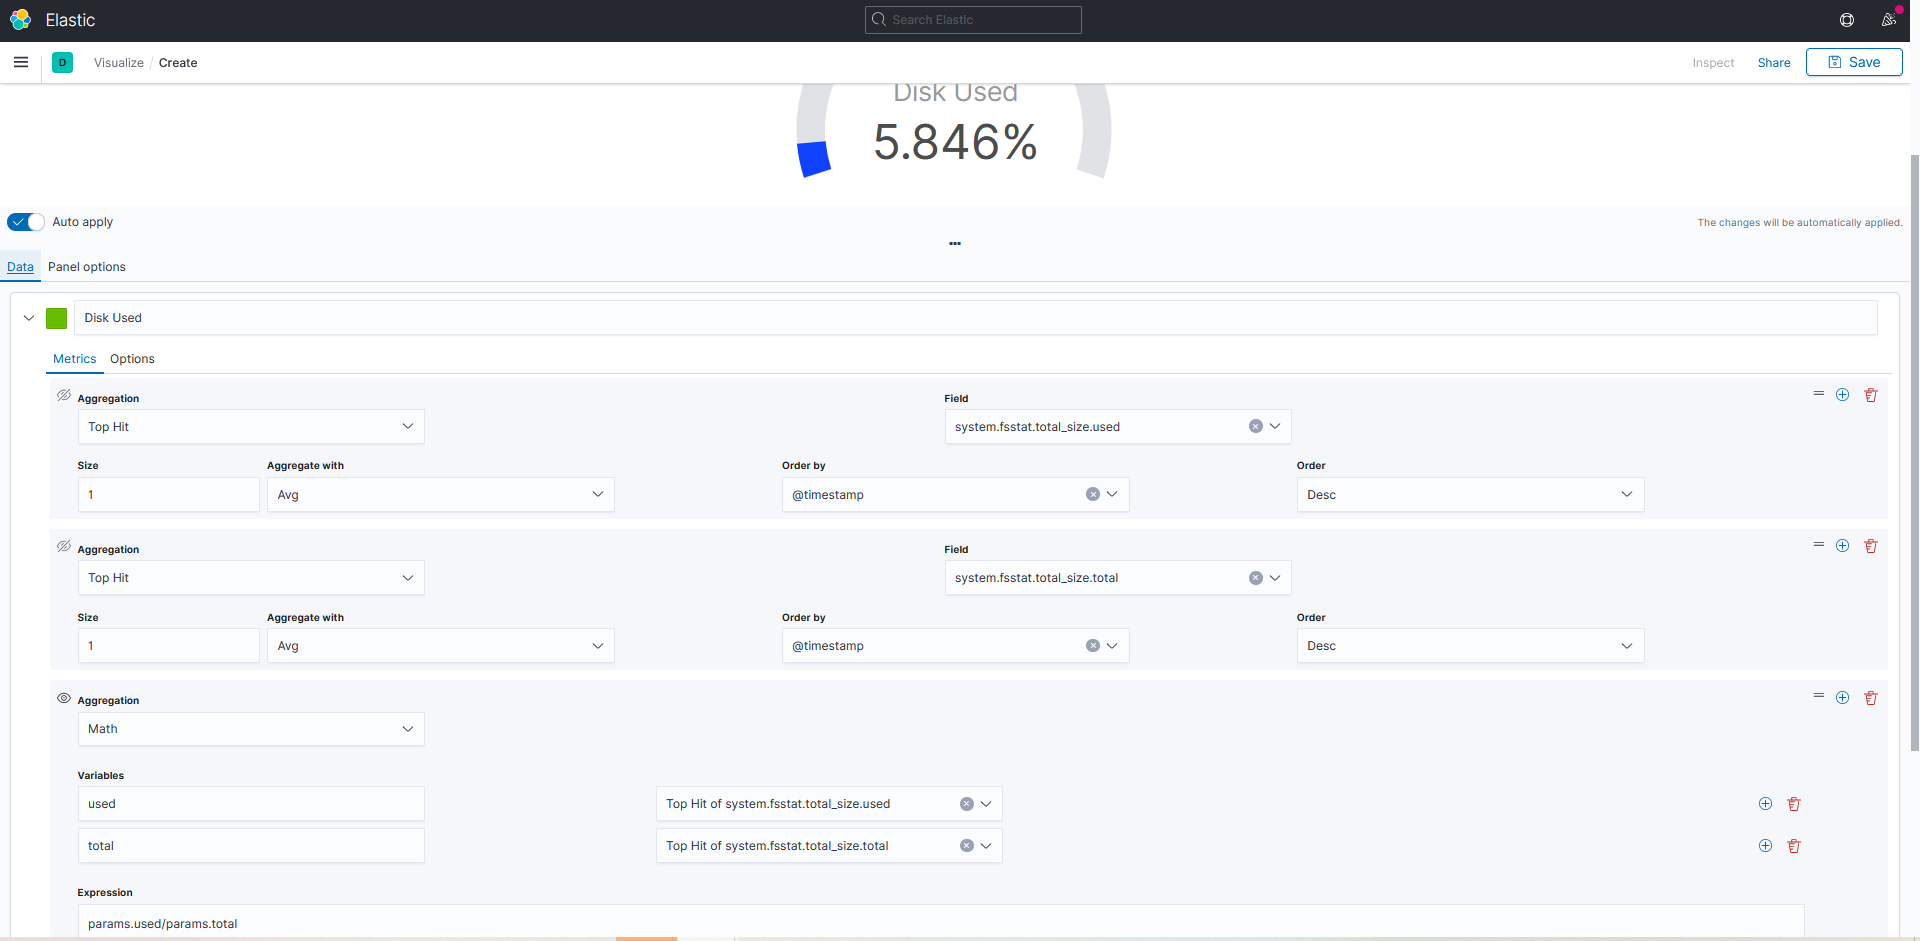 Elastic
Search Elastic
D
Visualize / Create
Inspect
Share
Save
Disk Used
5.846%
Auto apply
The changes will be automatically applied.
Data
Panel options
Disk Used
Metrics
Options
Aggregation
Field
Top Hit
system.fsstat.total_size.used
Size
Aggregate with
Order by
Order
1
Avg
@timestamp
Desc
Aggregation
Field
Top Hit
system.fsstat.total_size.total
Size
Aggregate with
Order by
Order
1
Avg
@timestamp
Desc
Aggregation
Math
Variables
used
Top Hit of system.fsstat.total_size.used
total
Top Hit of system.fsstat.total_size.total
Expression
params.used/params.total